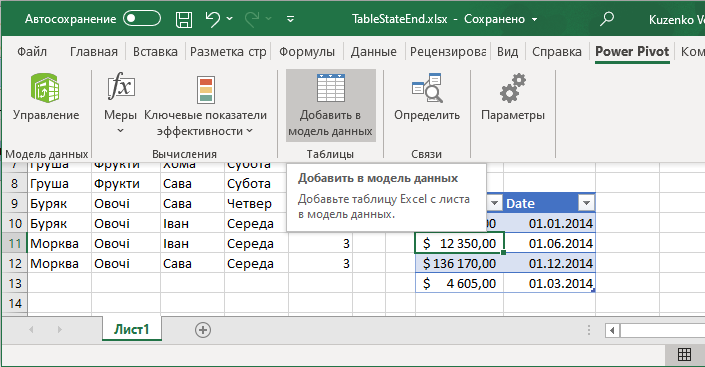 Автосохранение TableStateEnd.xlsx - Сохранено Kuzenko Ve
Файл Главная Вставка Разметка стр Формулы Данные Рецензирова Вид Справка Power Pivot Ком
Управление Меры Ключевые показатели эффективности Добавить в модель данных Определить Параметры
Модель данных Вычисления Таблицы Связи
Добавить в модель данных
Добавьте таблицу Excel с листа
в модель данных.
7 Груша Фрукти Хома Субота
8 Груша Фрукти Сава Субота
9 Буряк Овочі Сава Четвер Date
10 Буряк Овочі Іван Середа 01.01.2014
11 Морква Овочі Іван Середа 3 $ 12 350,00 01.06.2014
12 Морква Овочі Сава Середа 3 $ 136 170,00 01.12.2014
13 $ 4 605,00 01.03.2014
14
Лист1